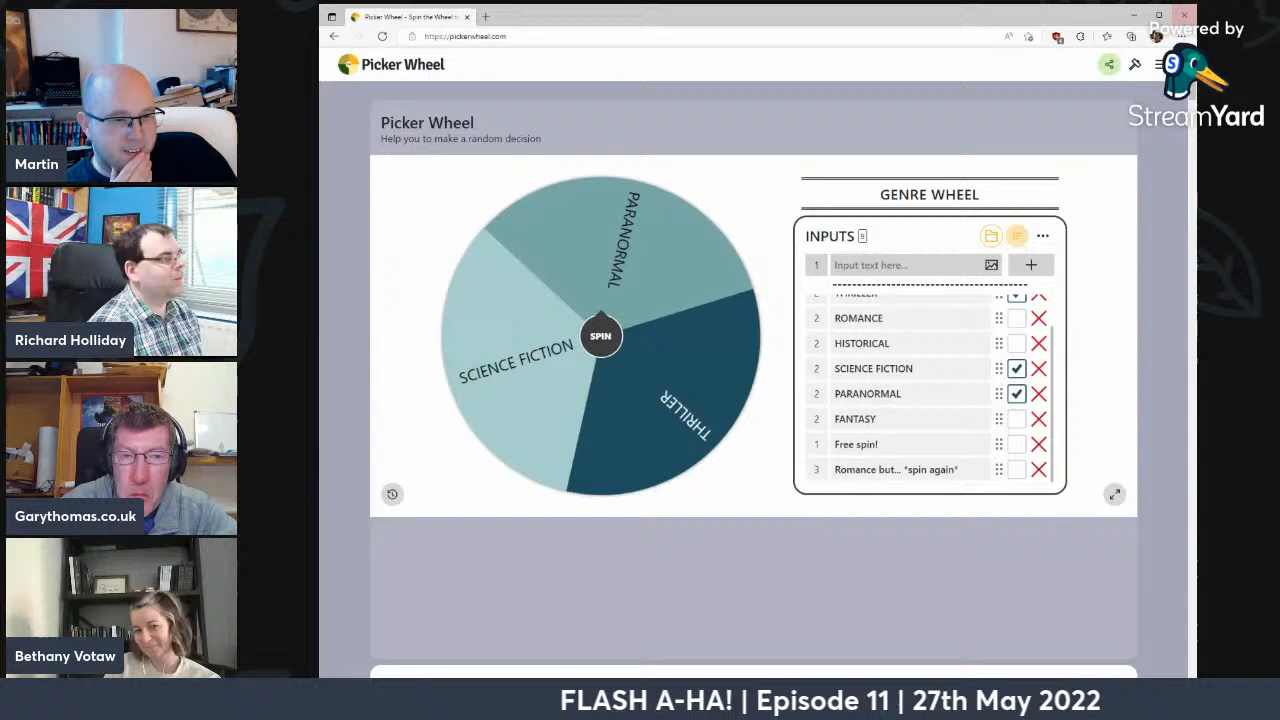 Martin
Richard Holliday
Garythomas.co.uk
Bethany Votaw
Picker Wheel - Spin the Wheel to
https://pickerwheel.com
Picker Wheel
Powered by
StreamYard
Picker Wheel
Help you to make a random decision
PARANORMAL
SCIENCE FICTION
THRILLER
SPIN
GENRE WHEEL
INPUTS
1 Input text here... +
2 THRILLER
2 ROMANCE
2 HISTORICAL
2 SCIENCE FICTION
2 PARANORMAL
2 FANTASY
1 Free spin!
3 Romance but... *spin again*
FLASH A-HA! | Episode 11 | 27th May 2022